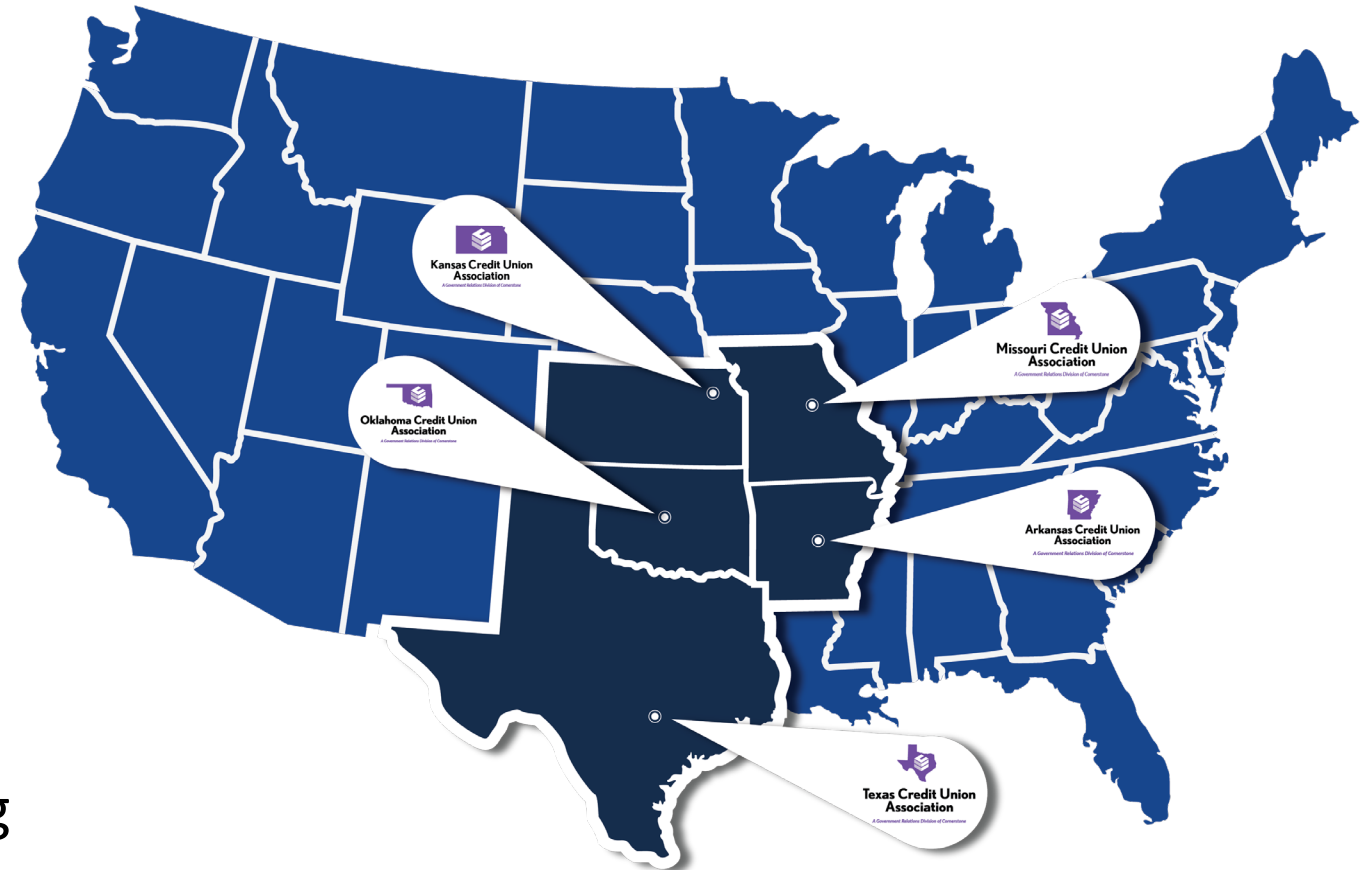 Kansas Credit Union
Association
A Government Relations Division of Cornerstone
Missouri Credit Union
Association
A Government Relations Division of Cornerstone
Oklahoma Credit Union
Association
A Government Relations Division of Cornerstone
Arkansas Credit Union
Association
A Government Relations Division of Cornerstone
Texas Credit Union
Association
A Government Relations Division of Cornerstone
g